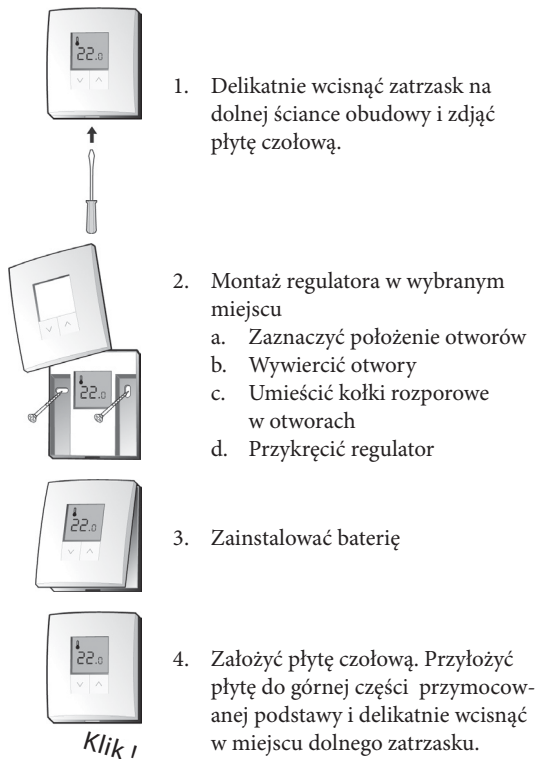 22.0
1. Delikatnie wcisnąć zatrzask na
dolnej ściance obudowy i zdjąć
płytę czołową.
2. Montaż regulatora w wybranym
miejscu
a. Zaznaczyć położenie otworów
b. Wywiercić otwory
c. Umieścić kołki rozporowe
w otworach
d. Przykręcić regulator
22.0
22.0
3. Zainstalować baterię
22.0
4. Założyć płytę czołową. Przyłożyć
płytę do górnej części przymocow-
anej podstawy i delikatnie wcisnąć
w miejscu dolnego zatrzasku.
Klik !